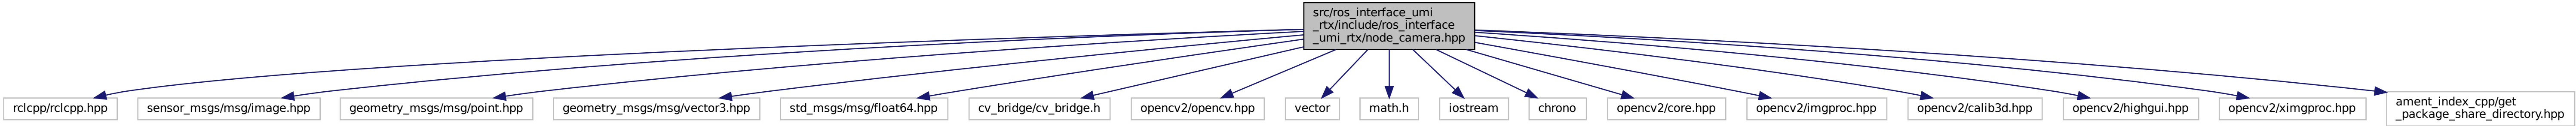 src/ros_interface_umi
_rtx/include/ros_interface
_umi_rtx/node_camera.hpp
rclcpp/rclcpp.hpp
sensor_msgs/msg/image.hpp
geometry_msgs/msg/point.hpp
geometry_msgs/msg/vector3.hpp
std_msgs/msg/float64.hpp
cv_bridge/cv_bridge.h
opencv2/opencv.hpp
vector
math.h
iostream
chrono
opencv2/core.hpp
opencv2/imgproc.hpp
opencv2/calib3d.hpp
opencv2/highgui.hpp
opencv2/ximgproc.hpp
ament_index_cpp/get
_package_share_directory.hpp